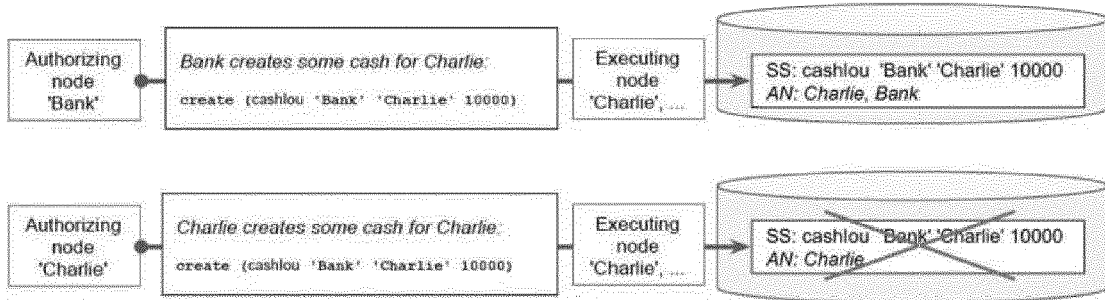 Authorizing
node
'Bank'
Bank creates some cash for Charlie:
create (cashIou 'Bank' 'Charlie' 10000)
Executing
node
'Charlie', ...
SS: cashIou 'Bank' 'Charlie' 10000
AN: Charlie, Bank
Authorizing
node
'Charlie'
Charlie creates some cash for Charlie:
create (cashIou 'Bank' 'Charlie' 10000)
Executing
node
'Charlie', ...
SS: cashIou 'Bank' 'Charlie' 10000
AN: Charlie